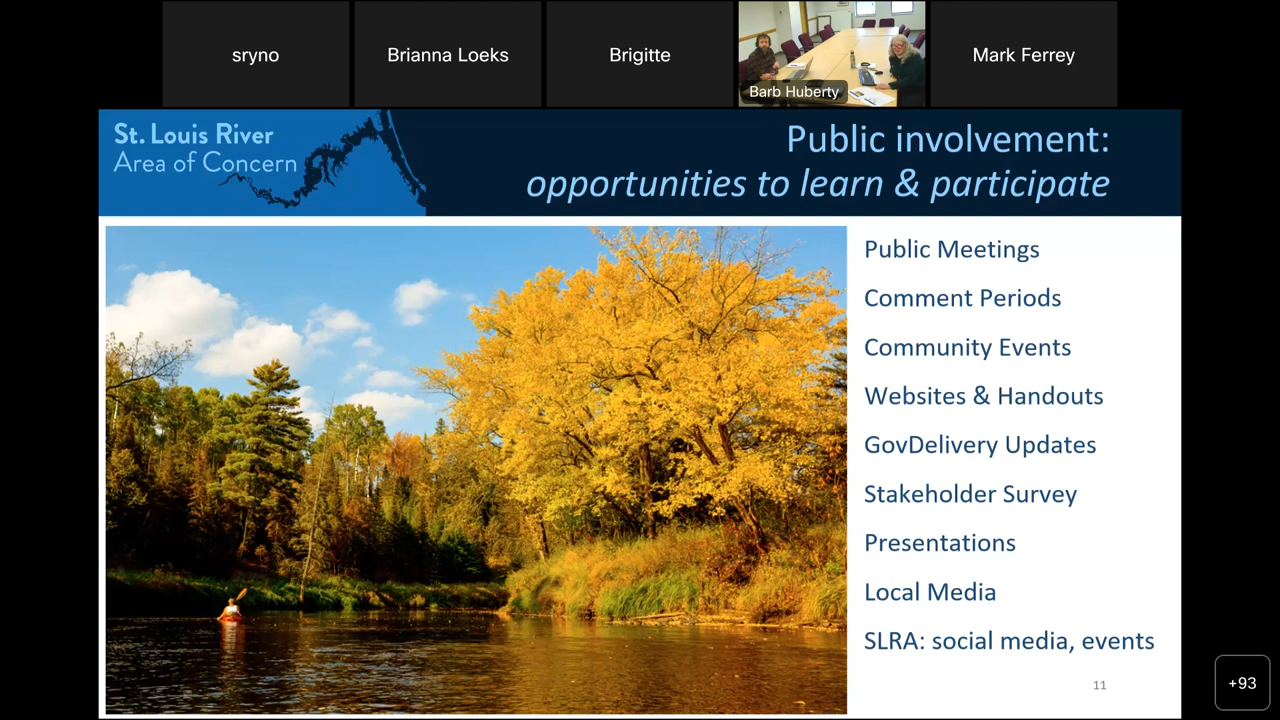 sryno
Brianna Loeks
Brigitte
Barb Huberty
Mark Ferrey
St. Louis River
Area of Concern
Public involvement:
opportunities to learn & participate
Public Meetings
Comment Periods
Community Events
Websites & Handouts
GovDelivery Updates
Stakeholder Survey
Presentations
Local Media
SLRA: social media, events
11
+93